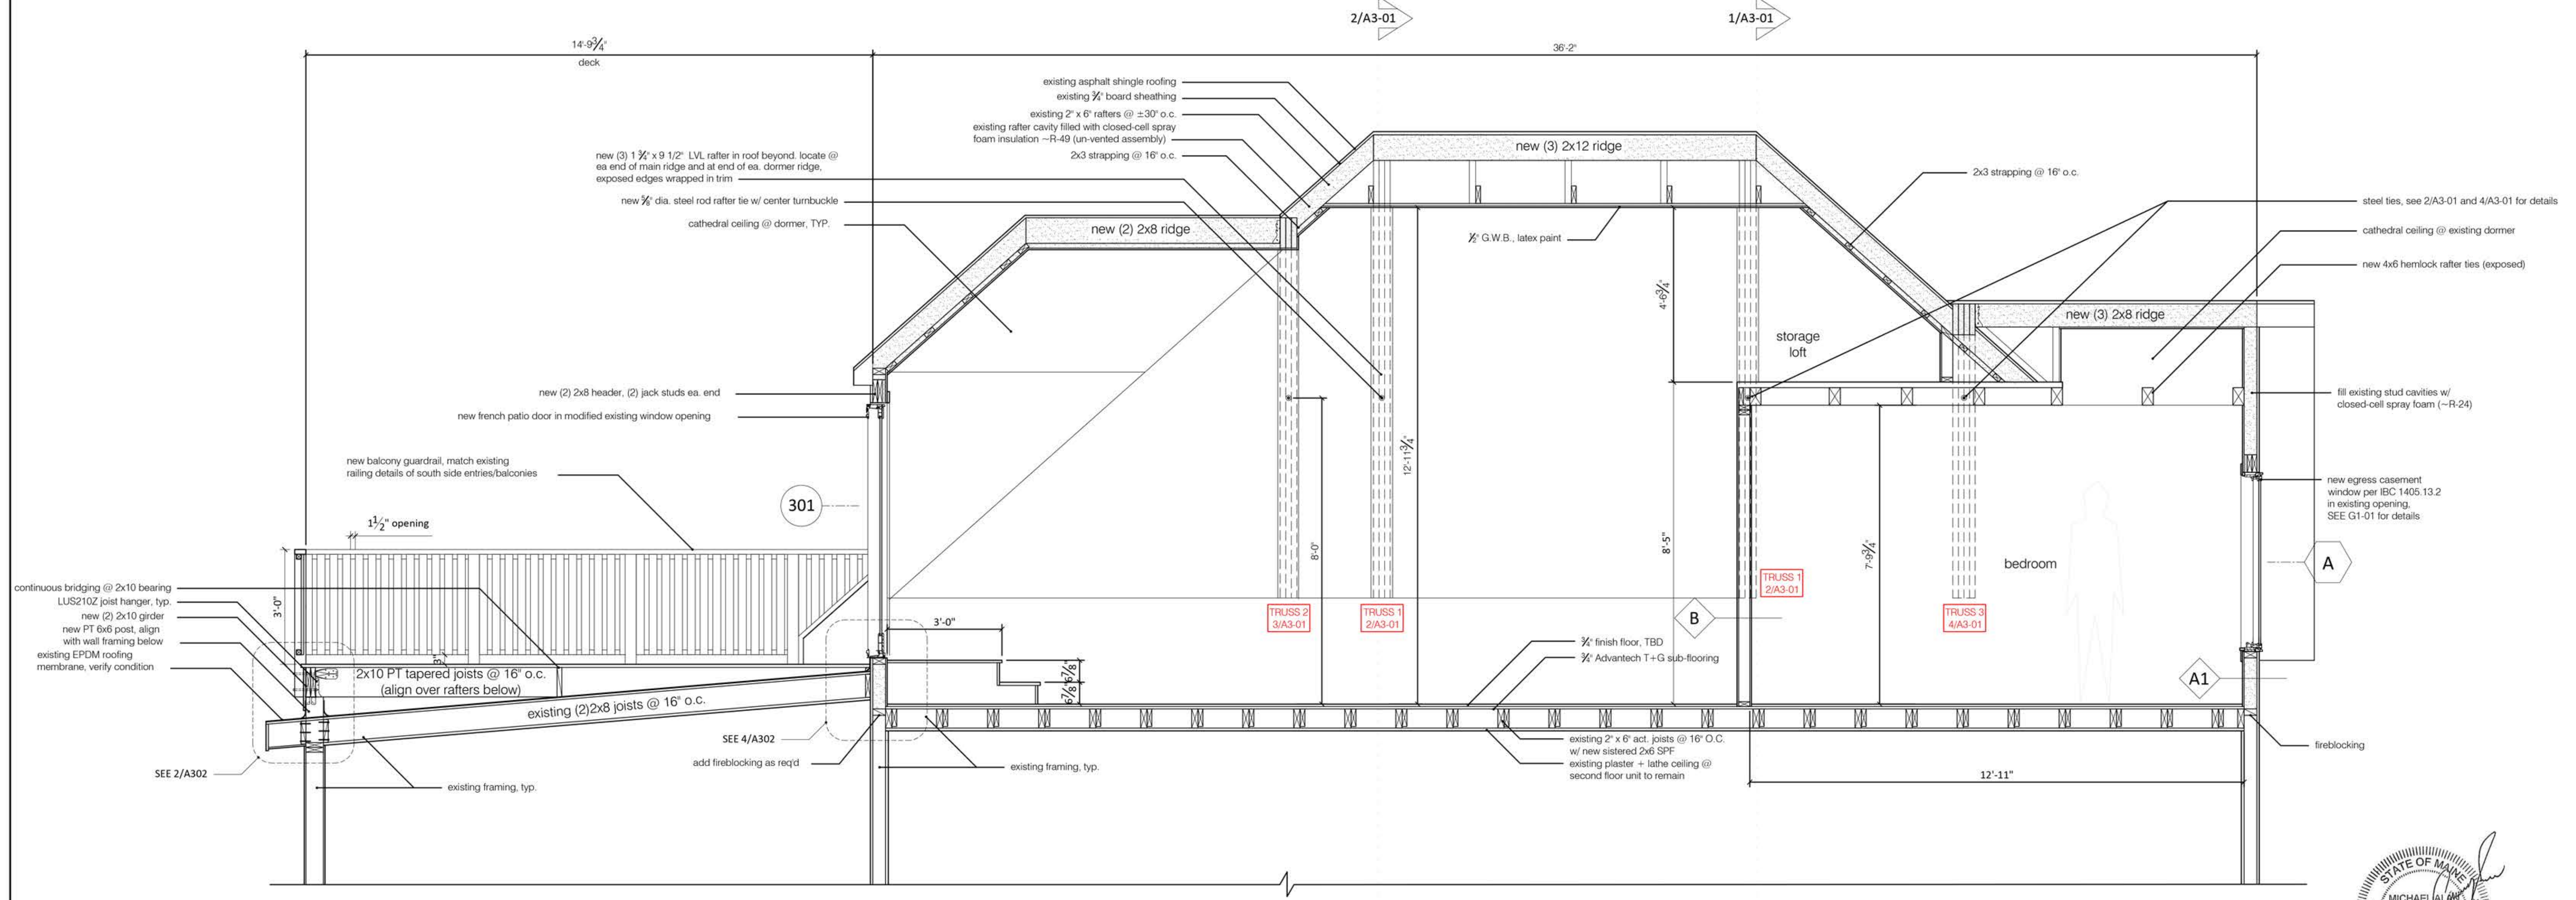 2/A3-01
1/A3-01
14'-9¾"
deck
36'-2"
existing asphalt shingle roofing
existing ¾" board sheathing
existing 2" x 6" rafters @ ±30" o.c.
existing rafter cavity filled with closed-cell spray
foam insulation ~R-49 (un-vented assembly)
2x3 strapping @ 16" o.c.
new (3) 1 ¾" x 9 1/2" LVL rafter in roof beyond. locate @
ea end of main ridge and at end of ea. dormer ridge,
exposed edges wrapped in trim
new ⅝" dia. steel rod rafter tie w/ center turnbuckle
cathedral ceiling @ dormer, TYP.
new (2) 2x8 ridge
new (3) 2x12 ridge
½" G.W.B., latex paint
2x3 strapping @ 16" o.c.
steel ties, see 2/A3-01 and 4/A3-01 for details
cathedral ceiling @ existing dormer
new 4x6 hemlock rafter ties (exposed)
new (3) 2x8 ridge
4'-6¾"
storage
loft
new (2) 2x8 header, (2) jack studs ea. end
new french patio door in modified existing window opening
fill existing stud cavities w/
closed-cell spray foam (~R-24)
new balcony guardrail, match existing
railing details of south side entries/balconies
301
12'-11¾"
8'-0"
8'-5"
7'-9¾"
new egress casement
window per IBC 1405.13.2
in existing opening,
SEE G1-01 for details
1½" opening
bedroom
A
continuous bridging @ 2x10 bearing
LUS210Z joist hanger, typ.
new (2) 2x10 girder
new PT 6x6 post, align
with wall framing below
existing EPDM roofing
membrane, verify condition
3'-0"
3"
TRUSS 2
3/A3-01
TRUSS 1
2/A3-01
TRUSS 1
2/A3-01
TRUSS 3
4/A3-01
B
3'-0"
6⅞"
6⅞"
¾" finish floor, TBD
¾" Advantech T+G sub-flooring
A1
2x10 PT tapered joists @ 16" o.c.
(align over rafters below)
existing (2)2x8 joists @ 16" o.c.
SEE 4/A302
add fireblocking as req'd
existing framing, typ.
existing 2" x 6" act. joists @ 16" O.C.
w/ new sistered 2x6 SPF
existing plaster + lathe ceiling @
second floor unit to remain
fireblocking
12'-11"
SEE 2/A302
existing framing, typ.
STATE OF MAINE
MICHAEL ALAN